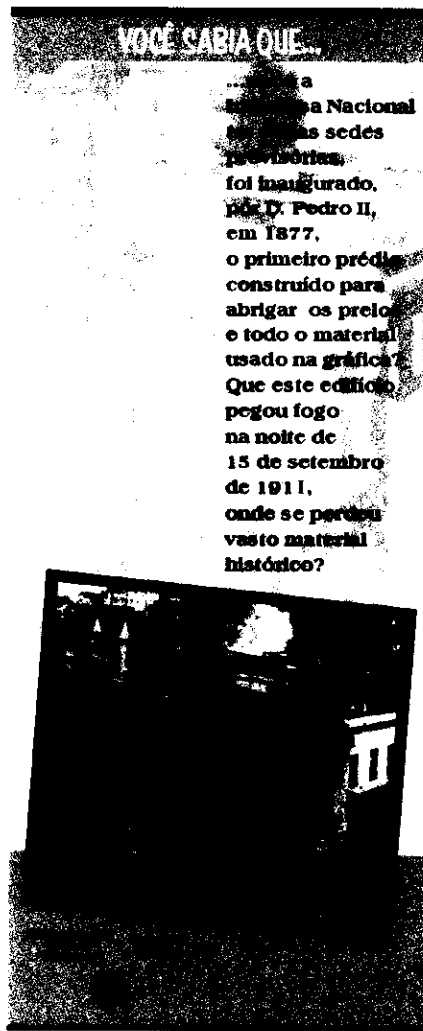 VOCÊ SABIA QUE...
a
Nacional
sedes
provisórias,
foi inaugurado,
por D. Pedro II,
em 1877,
o primeiro prédio
construído para
abrigar os prelos
e todo o material
usado na gráfica?
Que este edifício
pegou fogo
na noite de
15 de setembro
de 1911,
onde se perdeu
vasto material
histórico?